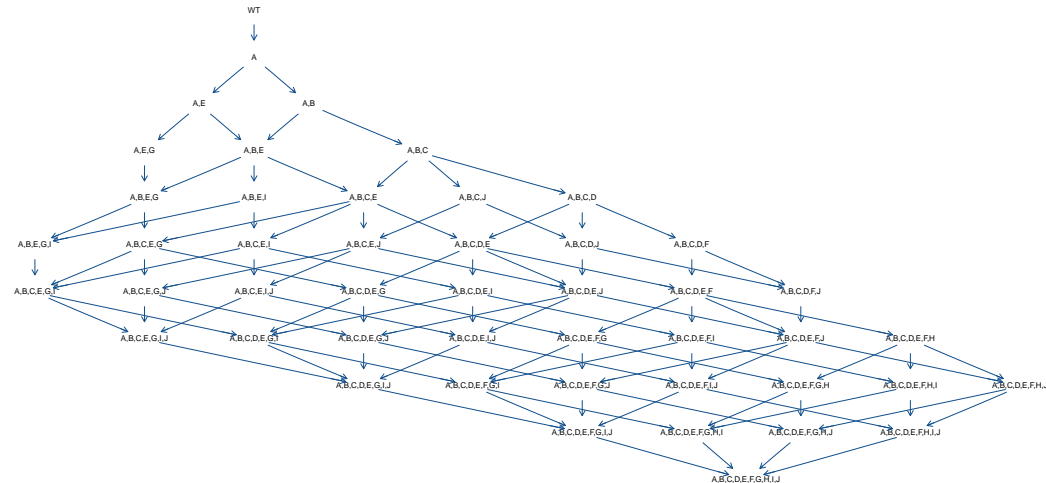 WT
A
A,E A,B
A,E,G A,B,E A,B,C
A,B,E,G A,B,E,I A,B,C,E A,B,C,J A,B,C,D
A,B,E,G,I A,B,C,E,G A,B,C,E,I A,B,C,E,J A,B,C,D,E A,B,C,D,J A,B,C,D,F
A,B,C,E,G,I A,B,C,E,G,J A,B,C,E,I,J A,B,C,D,E,G A,B,C,D,E,I A,B,C,D,E,J A,B,C,D,E,F A,B,C,D,F,J
A,B,C,E,G,I,J A,B,C,D,E,G,I A,B,C,D,E,G,J A,B,C,D,E,I,J A,B,C,D,E,F,G A,B,C,D,E,F,I A,B,C,D,E,F,J A,B,C,D,E,F,H
A,B,C,D,E,G,I,J A,B,C,D,E,F,G,I A,B,C,D,E,F,G,J A,B,C,D,E,F,I,J A,B,C,D,E,F,G,H A,B,C,D,E,F,H,I A,B,C,D,E,F,H,
A,B,C,D,E,F,G,I,J A,B,C,D,E,F,G,H,I A,B,C,D,E,F,G,H,J A,B,C,D,E,F,H,I,J
A,B,C,D,E,F,G,H,I,J